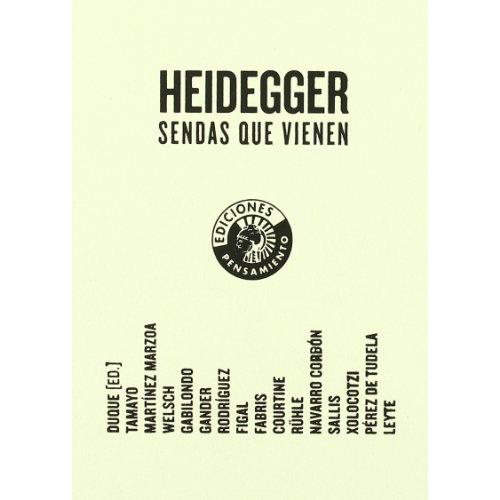 HEIDEGGER
SENDAS QUE VIENEN
EDICIONES
PENSAMIENTO
DUQUE [ED.]
TAMAYO
MARTÍNEZ MARZOA
WELSCH
GABILONDO
GANDER
RODRÍGUEZ
FIGAL
FABRIS
COURTINE
RÜHLE
NAVARRO CORDÓN
SALLIS
XOLOCOTZI
PÉREZ DE TUDELA
LEYTE